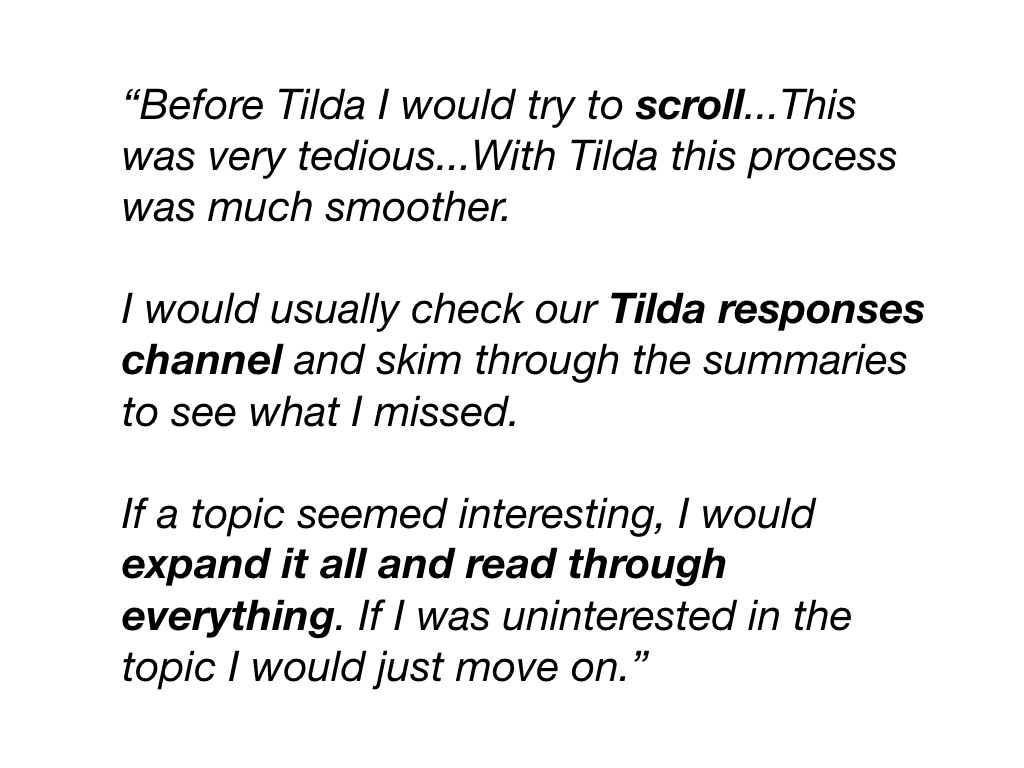 “Before Tilda I would try to scroll...This
was very tedious...With Tilda this process
was much smoother.
I would usually check our Tilda responses
channel and skim through the summaries
to see what I missed.
If a topic seemed interesting, I would
expand it all and read through
everything. If I was uninterested in the
topic I would just move on.”